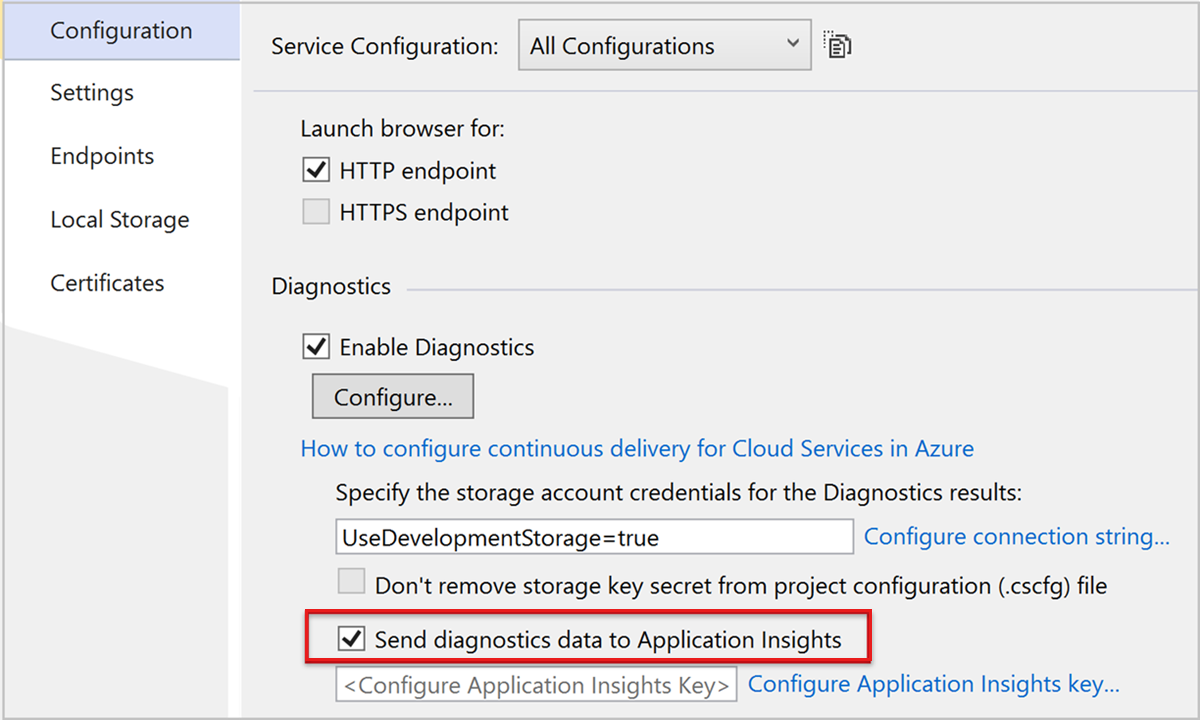 Configuration
Settings
Endpoints
Local Storage
Certificates
Service Configuration: All Configurations
Launch browser for:
HTTP endpoint
HTTPS endpoint
Diagnostics
Enable Diagnostics
Configure...
How to configure continuous delivery for Cloud Services in Azure
Specify the storage account credentials for the Diagnostics results:
UseDevelopmentStorage=true Configure connection string...
Don't remove storage key secret from project configuration (.cscfg) file
Send diagnostics data to Application Insights
<Configure Application Insights Key> Configure Application Insights key...